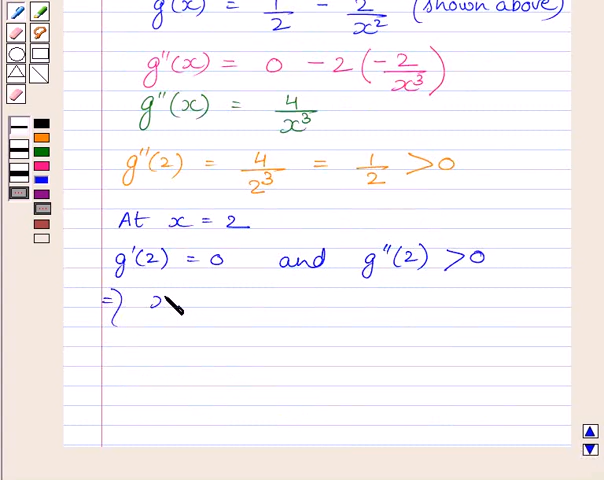 g'(x) = 1/2 - 2/x² (shown above)
g"(x) = 0 - 2(-2/x³)
g"(x) = 4/x³
g"(2) = 4/2³ = 1/2 >0
At x = 2
g'(2) = 0 and g"(2) >0
=) x